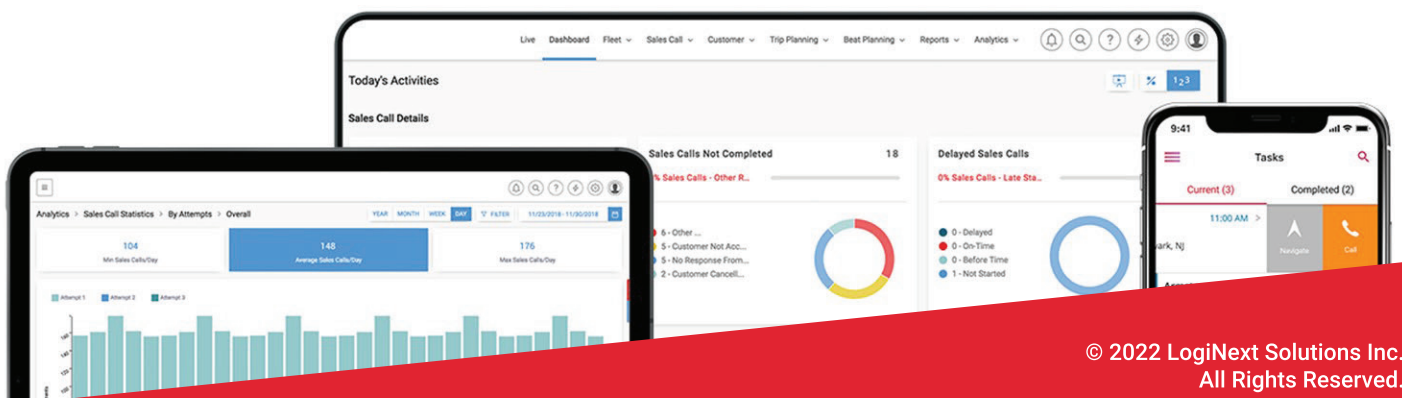 Live Dashboard Fleet Sales Call Customer Trip Planning Beat Planning Reports Analytics
Today's Activities
% 123
Sales Call Details
Sales Calls Not Completed 18
% Sales Calls - Other R...
6 - Other ...
5 - Customer Not Acc...
5 - No Response From...
2 - Customer Cancell...
Delayed Sales Calls
0% Sales Calls - Late Sta...
0 - Delayed
0 - On-Time
0 - Before Time
1 - Not Started
Analytics > Sales Call Statistics > By Attempts > Overall
YEAR MONTH WEEK DAY FILTER 11/23/2018 - 11/30/2018
104
Min Sales Calls/Day
148
Average Sales Calls/Day
176
Max Sales Calls/Day
Attempt 1 Attempt 2 Attempt 3
160
140
120
100
9:41
Tasks
Current (3) Completed (2)
11:00 AM >
ark, NJ
Navigate
Call
© 2022 LogiNext Solutions Inc.
All Rights Reserved.